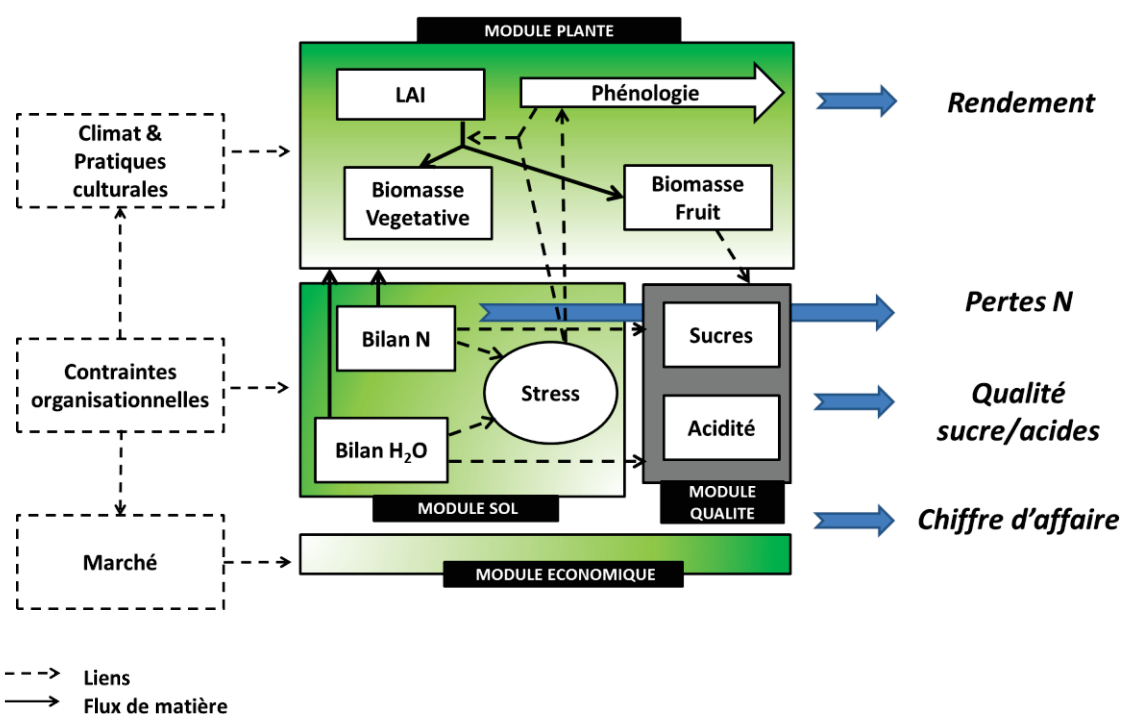 MODULE PLANTE
LAI
Phénologie
Rendement
Climat &
Pratiques
culturales
Biomasse
Vegetative
Biomasse
Fruit
Pertes N
Bilan N
Sucres
Contraintes
organisationnelles
Stress
Qualité
sucre/acides
Bilan H₂O
Acidité
MODULE SOL
MODULE
QUALITE
Chiffre d’affaire
Marché
MODULE ECONOMIQUE
Liens
Flux de matière